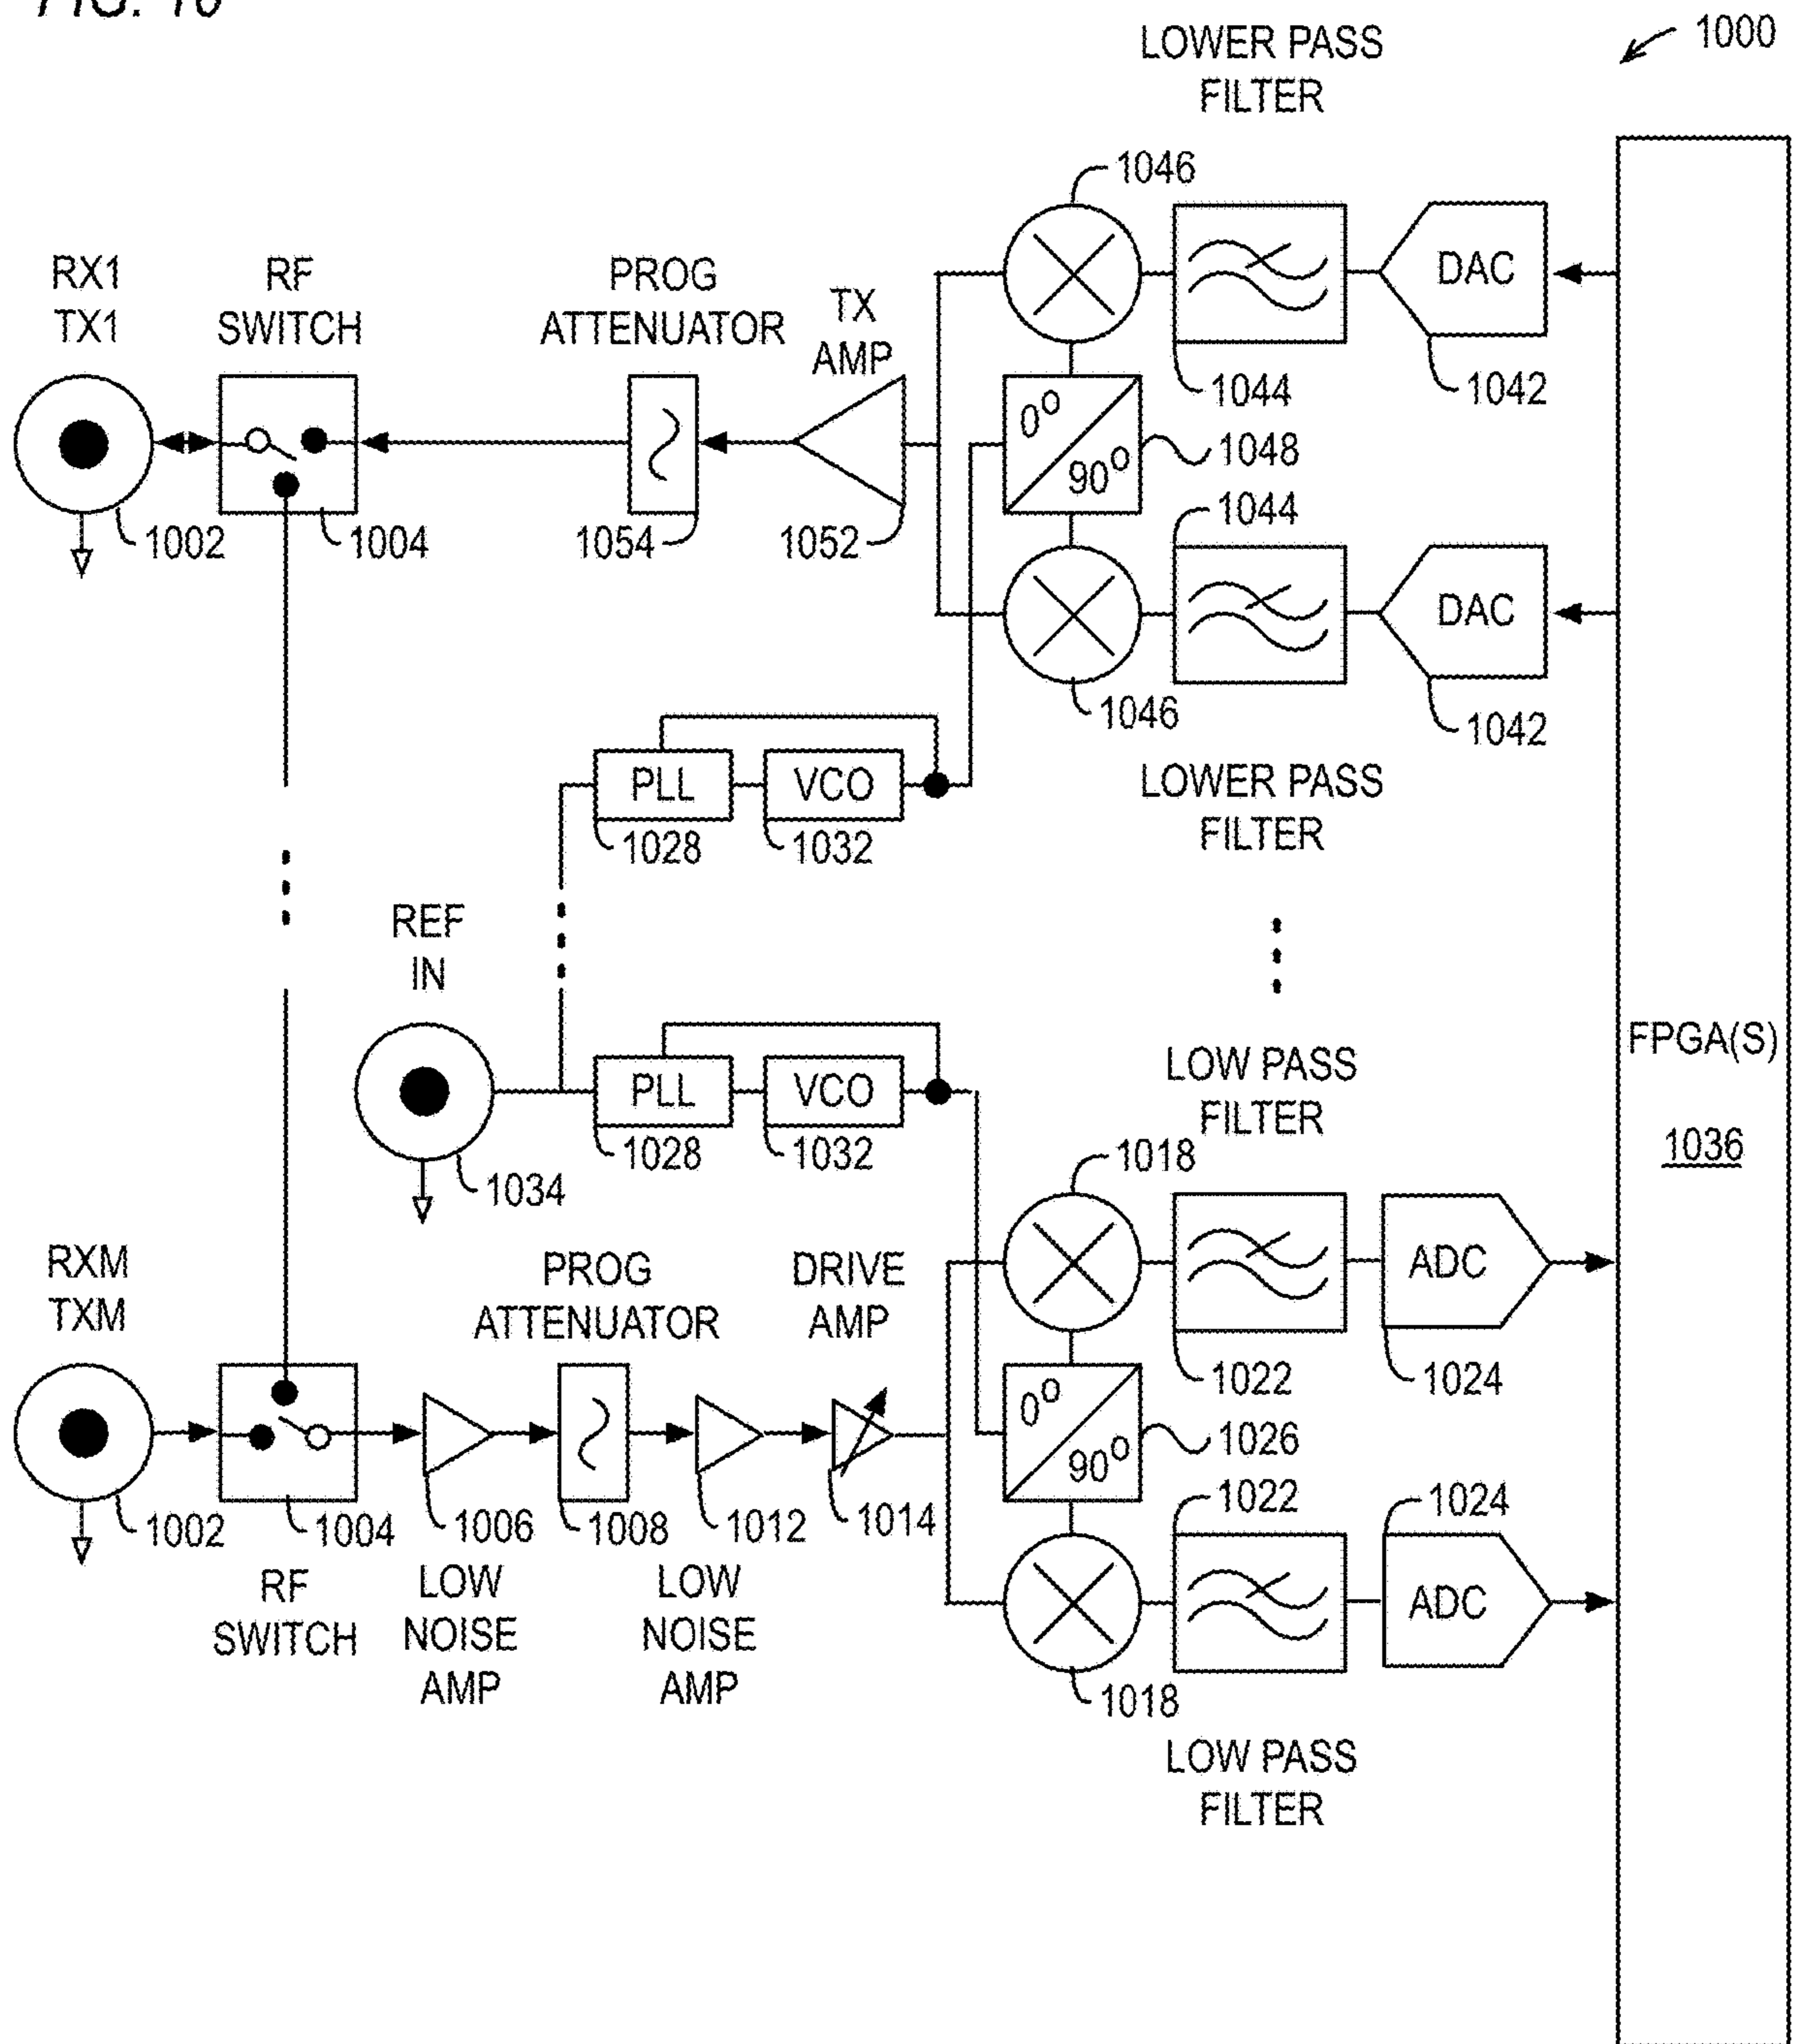 FIG. 10
1000
LOWER PASS
FILTER
1046
RX1
TX1
RF
SWITCH
PROG
ATTENUATOR
TX
AMP
DAC
1044
1042
0°
90°
1048
1002
1004
1054
1052
1044
DAC
1046
1042
PLL
VCO
LOWER PASS
FILTER
1028
1032
REF
IN
FPGA(S)
1036
PLL
VCO
LOW PASS
FILTER
1028
1032
1034
1018
RXM
TXM
PROG
ATTENUATOR
DRIVE
AMP
ADC
1022
1024
0°
90°
1026
1002
1004
1006
1008
1012
1014
1022
1024
RF
SWITCH
LOW
NOISE
AMP
LOW
NOISE
AMP
ADC
1018
LOW PASS
FILTER